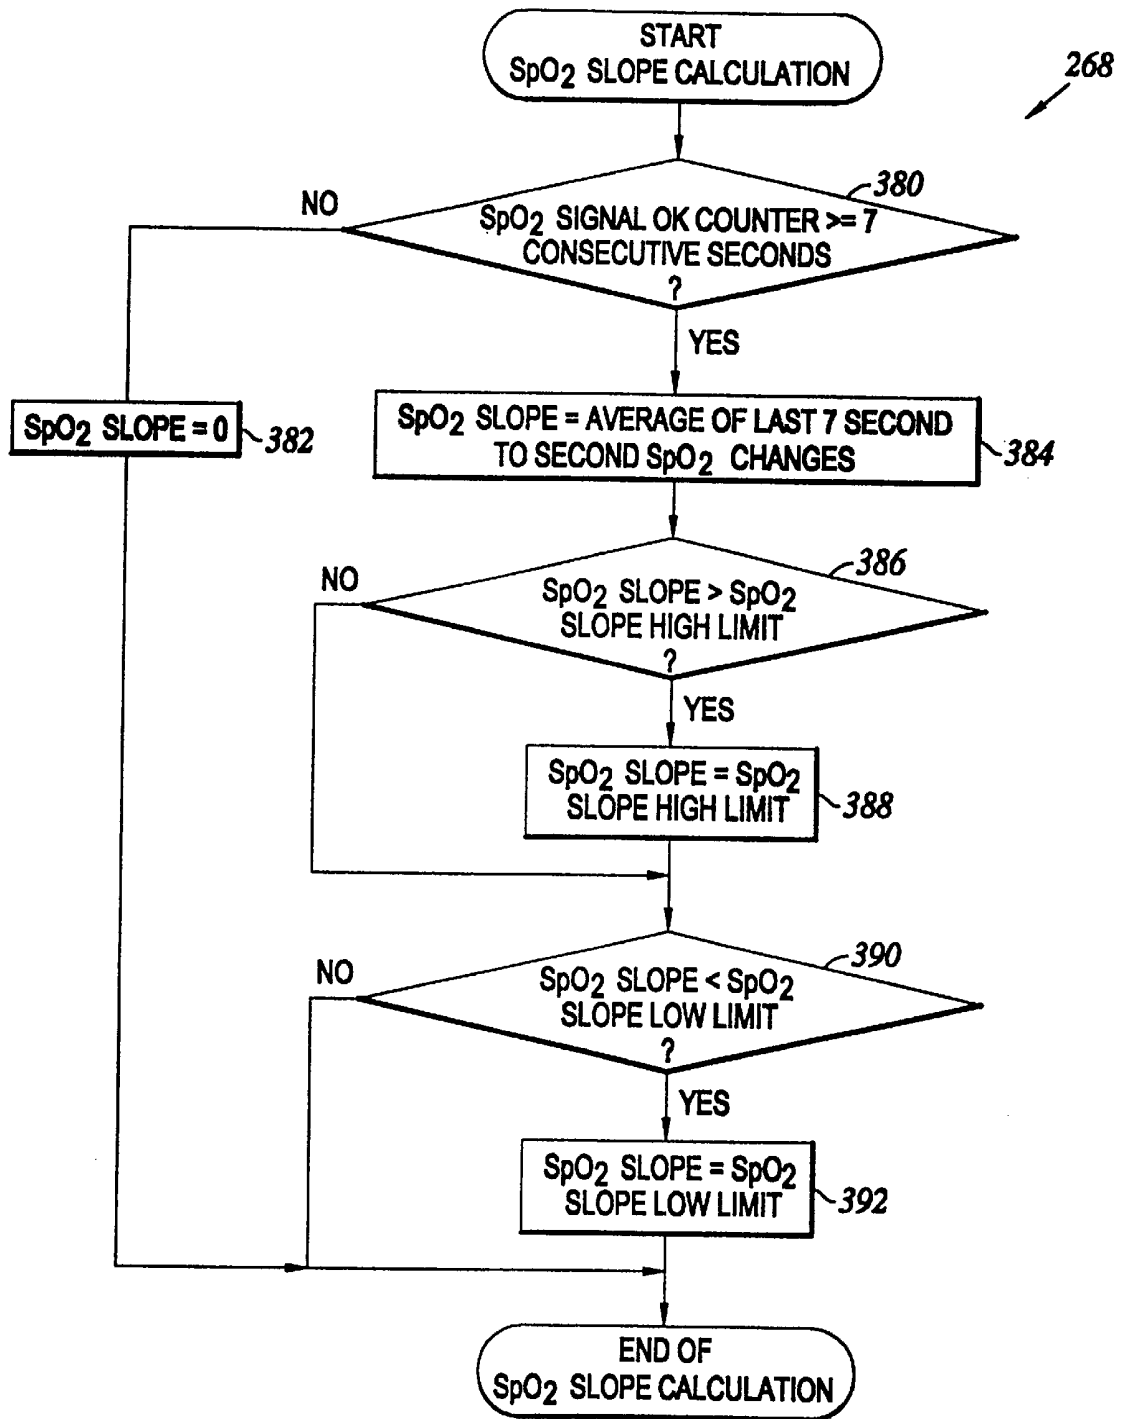 START
SpO2 SLOPE CALCULATION
268
380
NO
SpO2 SIGNAL OK COUNTER >= 7
CONSECUTIVE SECONDS
?
YES
SpO2 SLOPE = 0
382
SpO2 SLOPE = AVERAGE OF LAST 7 SECOND
TO SECOND SpO2 CHANGES
384
386
NO
SpO2 SLOPE > SpO2
SLOPE HIGH LIMIT
?
YES
SpO2 SLOPE = SpO2
SLOPE HIGH LIMIT
388
390
NO
SpO2 SLOPE < SpO2
SLOPE LOW LIMIT
?
YES
SpO2 SLOPE = SpO2
SLOPE LOW LIMIT
392
END OF
SpO2 SLOPE CALCULATION